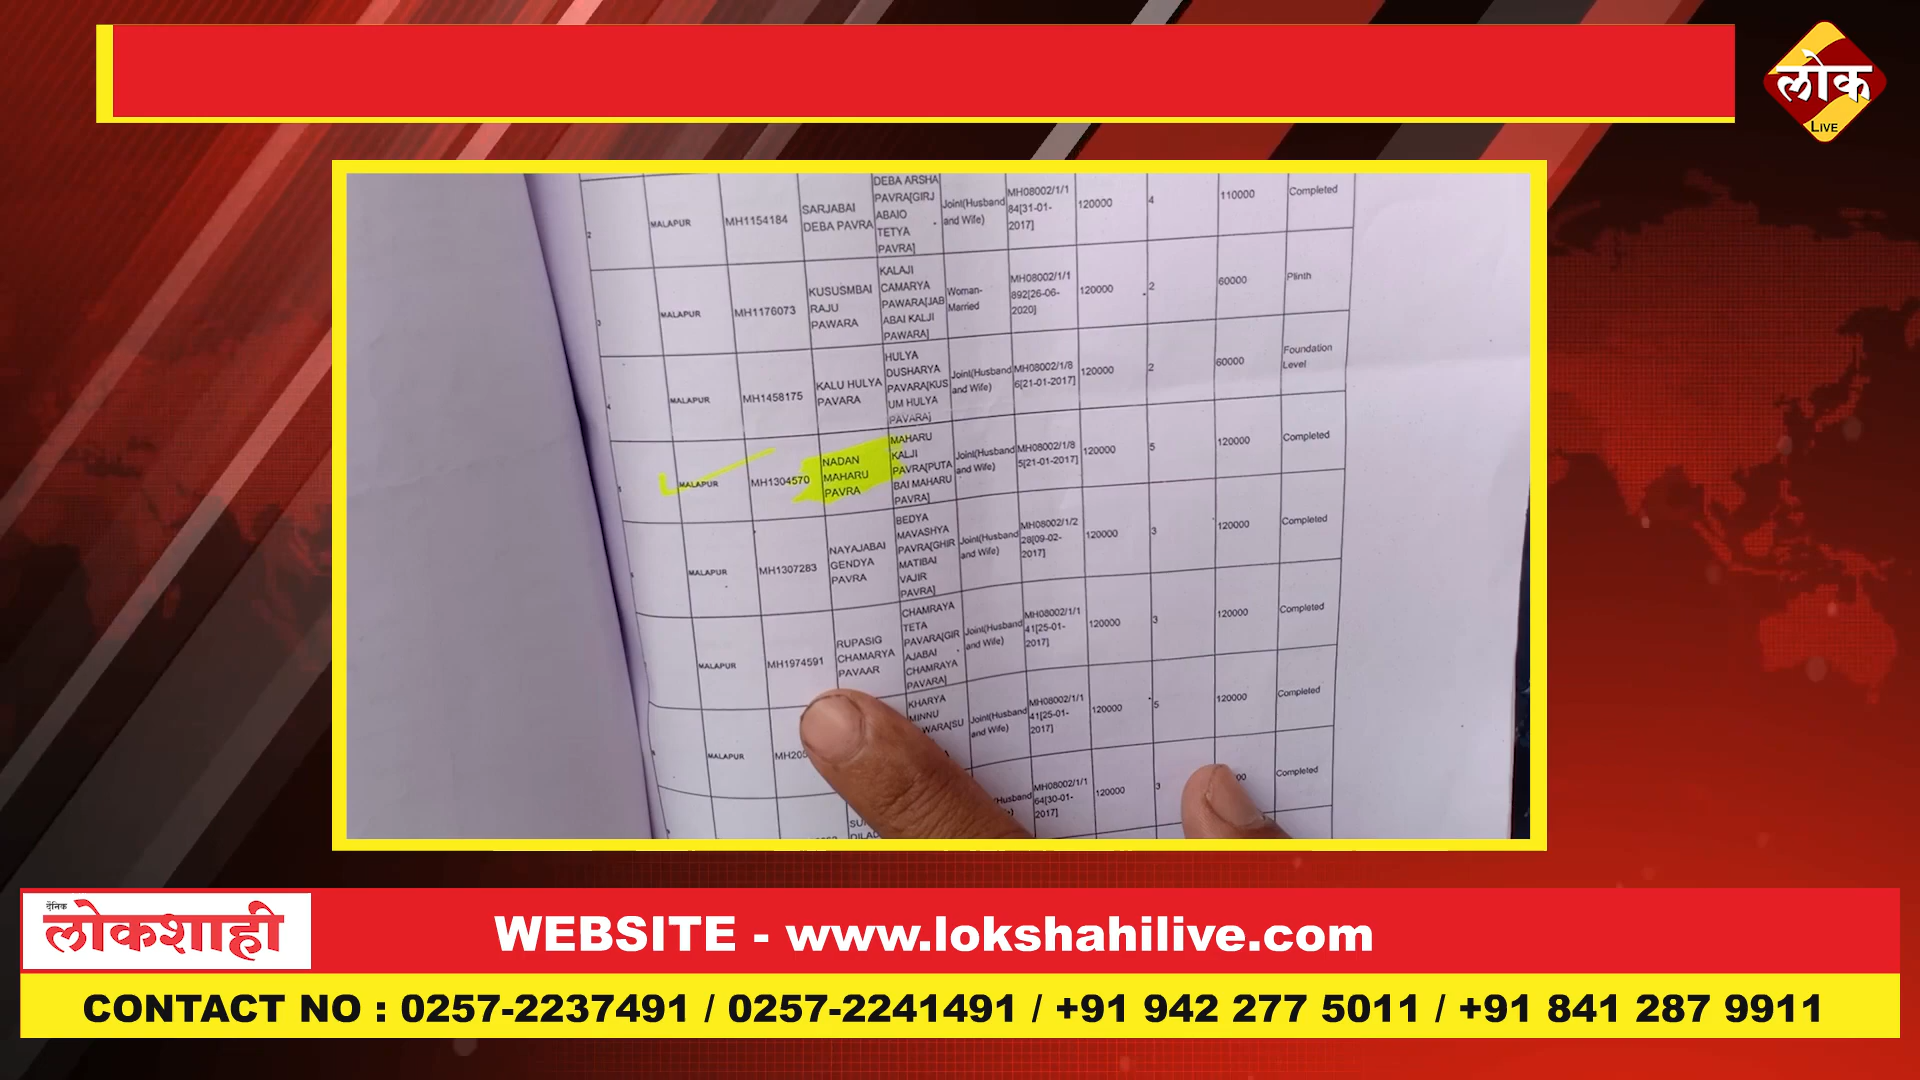 लोक
LIVE
2 MALAPUR MH1154184 SARJABAI DEBA PAVRA DEBA ARSHA PAVRA[GIRJ ABAIO TETYA PAVRA] Joint(Husband and Wife) MH08002/1/1 84[31-01-2017] 120000 4 110000 Completed
3 MALAPUR MH1176073 KUSUSMBAI RAJU PAWARA KALAJI CAMARYA PAWARA[JAB ABAI KALJI PAWARA] Woman-Married MH08002/1/1 892[26-06-2020] 120000 2 60000 Plinth
4 MALAPUR MH1458175 KALU HULYA PAVARA HULYA DUSHARYA PAVARA[KUS UM HULYA PAVARA] Joint(Husband and Wife) MH08002/1/8 6[21-01-2017] 120000 2 60000 Foundation Level
MALAPUR MH1304570 NADAN MAHARU PAVRA MAHARU KALJI PAVRA[PUTA BAI MAHARU PAVRA] Joint(Husband and Wife) MH08002/1/8 5[21-01-2017] 120000 5 120000 Completed
MALAPUR MH1307283 NAYAJABAI GENDYA PAVRA BEDYA MAVASHYA PAVRA[GHIR MATIBAI VAJIR PAVRA] Joint(Husband and Wife) MH08002/1/2 28[09-02-2017] 120000 3 120000 Completed
MALAPUR MH1974591 RUPASIG CHAMARYA PAVAAR CHAMRAYA TETA PAVARA[GIR AJABAI CHAMRAYA PAVARA] Joint(Husband and Wife) MH08002/1/1 41[25-01-2017] 120000 3 120000 Completed
MALAPUR MH205 KHARYA MINNU WARA[SU Joint(Husband and Wife) MH08002/1/1 41[25-01-2017] 120000 5 120000 Completed
Husband MH08002/1/1 64[30-01-2017] 120000 3 00 Completed
दैनिक
लोकशाही
WEBSITE - www.lokshahilive.com
CONTACT NO : 0257-2237491 / 0257-2241491 / +91 942 277 5011 / +91 841 287 9911